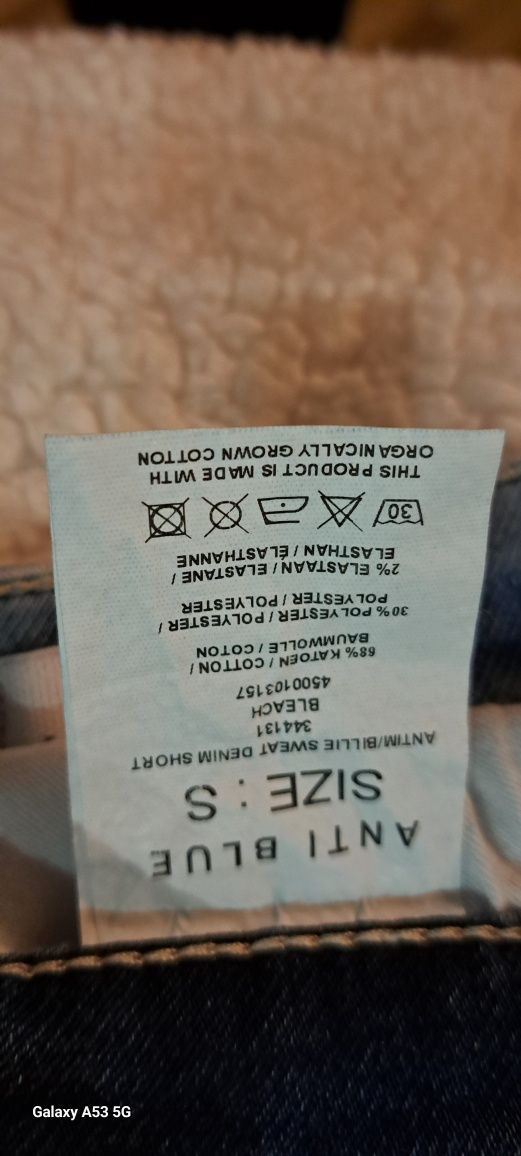 ANTI BLUE
SIZE : S
ANTIM/BILLIE SWEAT DENIM SHORT
344131
BLEACH
4500103157
68% KATOEN / COTTON /
BAUMWOLLE / COTON
30% POLYESTER / POLYESTER /
POLYESTER / POLYESTER
2% ELASTAAN / ELASTANE /
ELASTHAN / ÉLASTHANNE
30
THIS PRODUCT IS MADE WITH
ORGANICALLY GROWN COTTON
Galaxy A53 5G